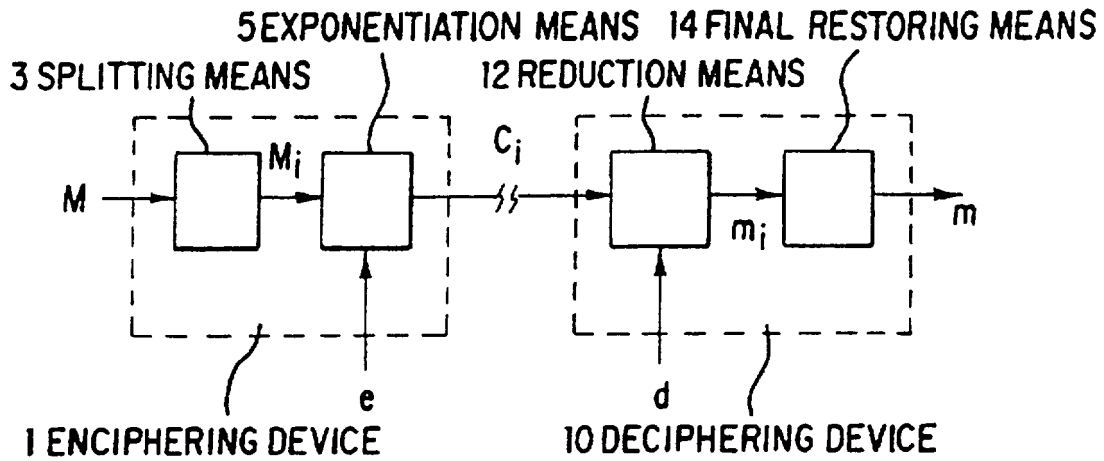 5 EXPONENTIATION MEANS
14 FINAL RESTORING MEANS
3 SPLITTING MEANS
12 REDUCTION MEANS
M
Mi
Ci
mi
m
e
d
1 ENCIPHERING DEVICE
10 DECIPHERING DEVICE